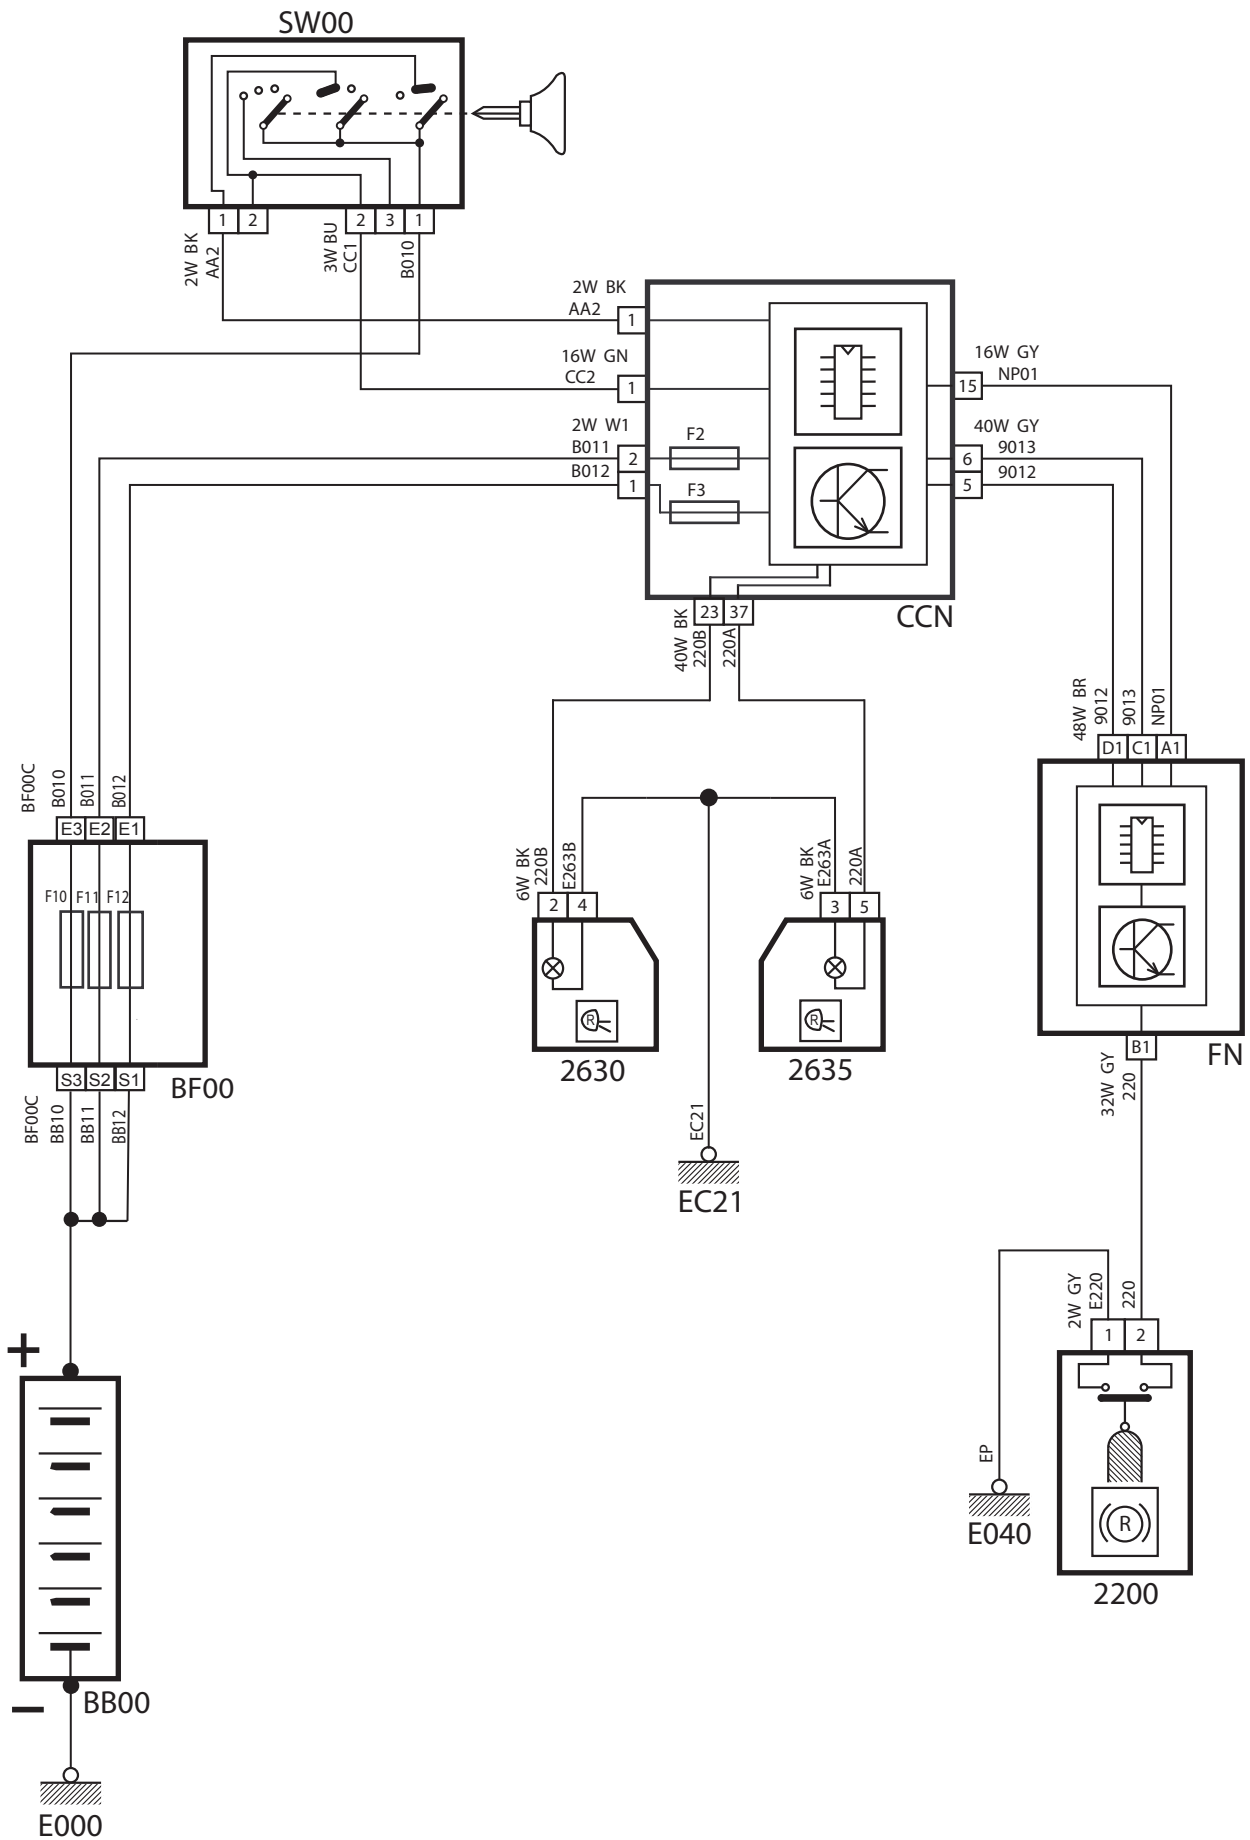 SW00
1 2 2 3 1
2W BK
AA2
3W BU
CC1
B010
2W BK
AA2
1
16W GN
CC2
1
2W W1
B011
2
B012
1
F2
F3
16W GY
NP01
15
40W GY
9013
6
9012
5
23 37
CCN
40W BK
220B
220A
48W BR
9012
9013
NP01
D1 C1 A1
BF00C
B010
B011
B012
E3 E2 E1
F10 F11 F12
S3 S2 S1
BF00
BF00C
BB10
BB11
BB12
6W BK
220B
E263B
2 4
R
2630
6W BK
E263A
220A
3 5
R
2635
EC21
EC21
B1
FN
32W GY
220
2W GY
E220
220
1 2
R
2200
EP
E040
+
−
BB00
E000